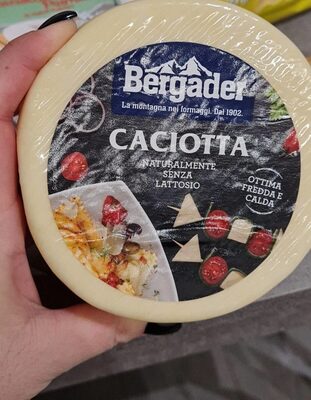 Bergader
La montagna nei formaggi. Dal 1902.
CACIOTTA
NATURALMENTE
SENZA
LATTOSIO
OTTIMA
FREDDA E
CALDA